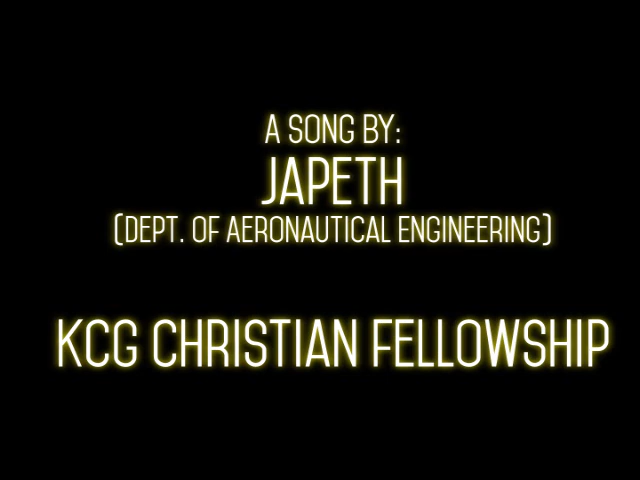 A SONG BY:
JAPETH
(DEPT. OF AERONAUTICAL ENGINEERING)
KCG CHRISTIAN FELLOWSHIP